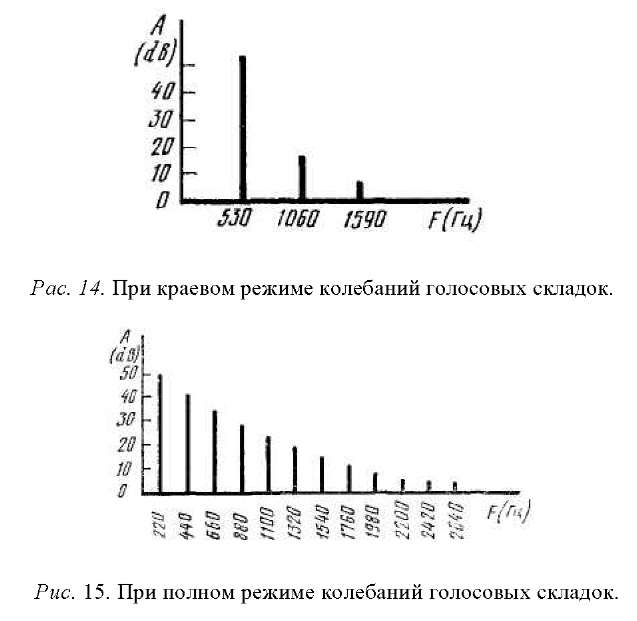 A
(dB)
40
30
20
10
0
530 1060 1590 F(Гц)
Рас. 14. При краевом режиме колебаний голосовых складок.
A
(dB)
50
40
30
20
10
0
220 440 660 880 1100 1320 1540 1760 1980 2200 2420 2640 F(Гц)
Рис. 15. При полном режиме колебаний голосовых складок.